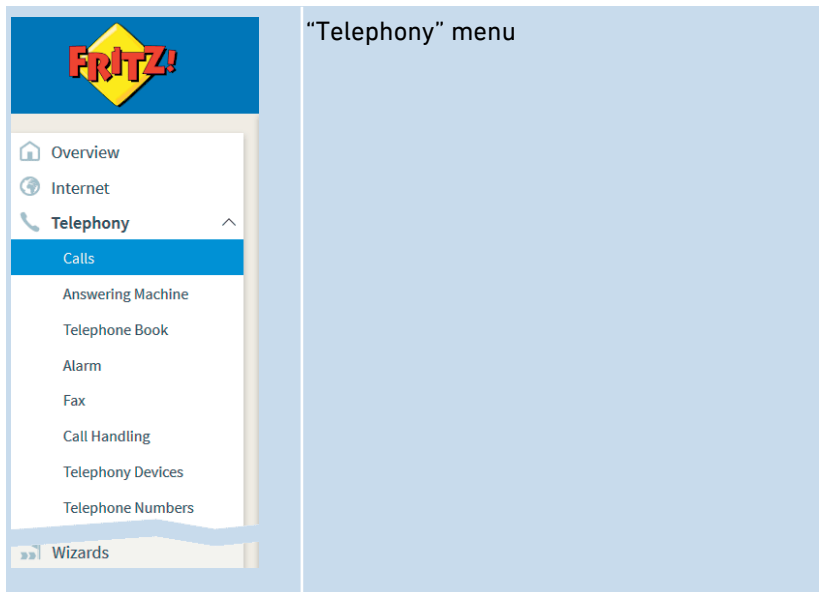 FRITZ!
“Telephony” menu
Overview
Internet
Telephony
Calls
Answering Machine
Telephone Book
Alarm
Fax
Call Handling
Telephony Devices
Telephone Numbers
Wizards